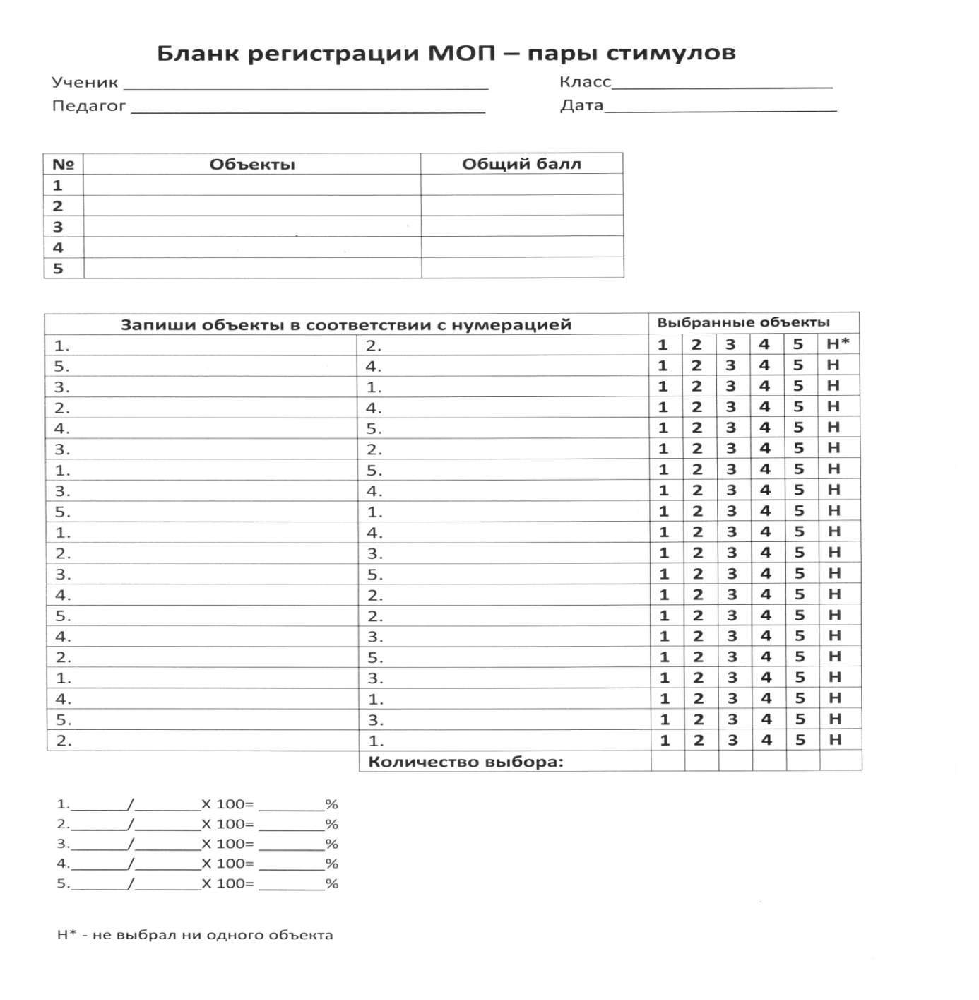 Бланк регистрации МОП – пары стимулов
Ученик Класс
Педагог Дата
№ Объекты Общий балл
1
2
3
4
5
Запиши объекты в соответствии с нумерацией Выбранные объекты
1. 2. 1 2 3 4 5 Н*
5. 4. 1 2 3 4 5 Н
3. 1. 1 2 3 4 5 Н
2. 4. 1 2 3 4 5 Н
4. 5. 1 2 3 4 5 Н
3. 2. 1 2 3 4 5 Н
1. 5. 1 2 3 4 5 Н
3. 4. 1 2 3 4 5 Н
5. 1. 1 2 3 4 5 Н
1. 4. 1 2 3 4 5 Н
2. 3. 1 2 3 4 5 Н
3. 5. 1 2 3 4 5 Н
4. 2. 1 2 3 4 5 Н
5. 2. 1 2 3 4 5 Н
4. 3. 1 2 3 4 5 Н
2. 5. 1 2 3 4 5 Н
1. 3. 1 2 3 4 5 Н
4. 1. 1 2 3 4 5 Н
5. 3. 1 2 3 4 5 Н
2. 1. 1 2 3 4 5 Н
Количество выбора:
1.______/_______Х 100= _______%
2.______/_______Х 100= _______%
3.______/_______Х 100= _______%
4.______/_______Х 100= _______%
5.______/_______Х 100= _______%
Н* - не выбрал ни одного объекта